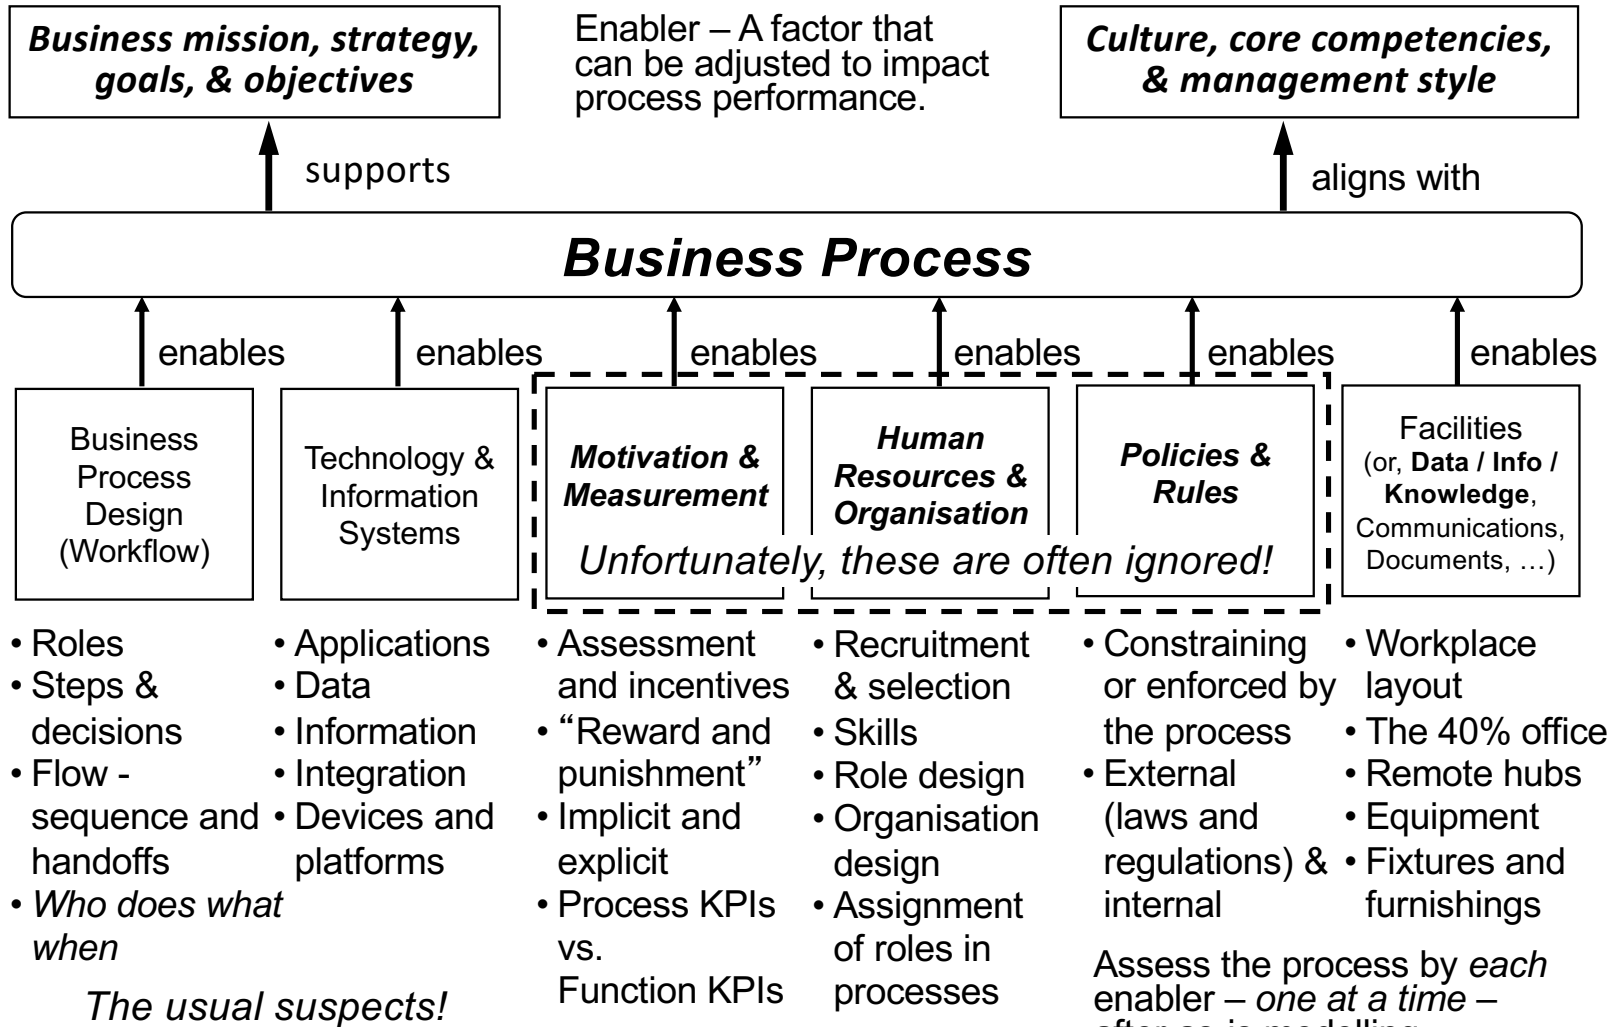 Business mission, strategy,
goals, & objectives
Enabler – A factor that
can be adjusted to impact
process performance.
Culture, core competencies,
& management style
supports
aligns with
Business Process
enables
enables
enables
enables
enables
enables
Business
Process
Design
(Workflow)
Technology &
Information
Systems
Motivation &
Measurement
Human
Resources &
Organisation
Policies &
Rules
Facilities
(or, Data / Info /
Knowledge,
Communications,
Documents, …)
Unfortunately, these are often ignored!
• Roles
• Steps &
decisions
• Flow -
sequence and
handoffs
• Who does what
when
The usual suspects!
• Applications
• Data
• Information
• Integration
• Devices and
platforms
• Assessment
and incentives
• “Reward and
punishment”
• Implicit and
explicit
• Process KPIs
vs.
Function KPIs
• Recruitment
& selection
• Skills
• Role design
• Organisation
design
• Assignment
of roles in
processes
• Constraining
or enforced by
the process
• External
(laws and
regulations) &
internal
• Workplace
layout
• The 40% office
• Remote hubs
• Equipment
• Fixtures and
furnishings
Assess the process by each
enabler – one at a time –
after as-is modelling